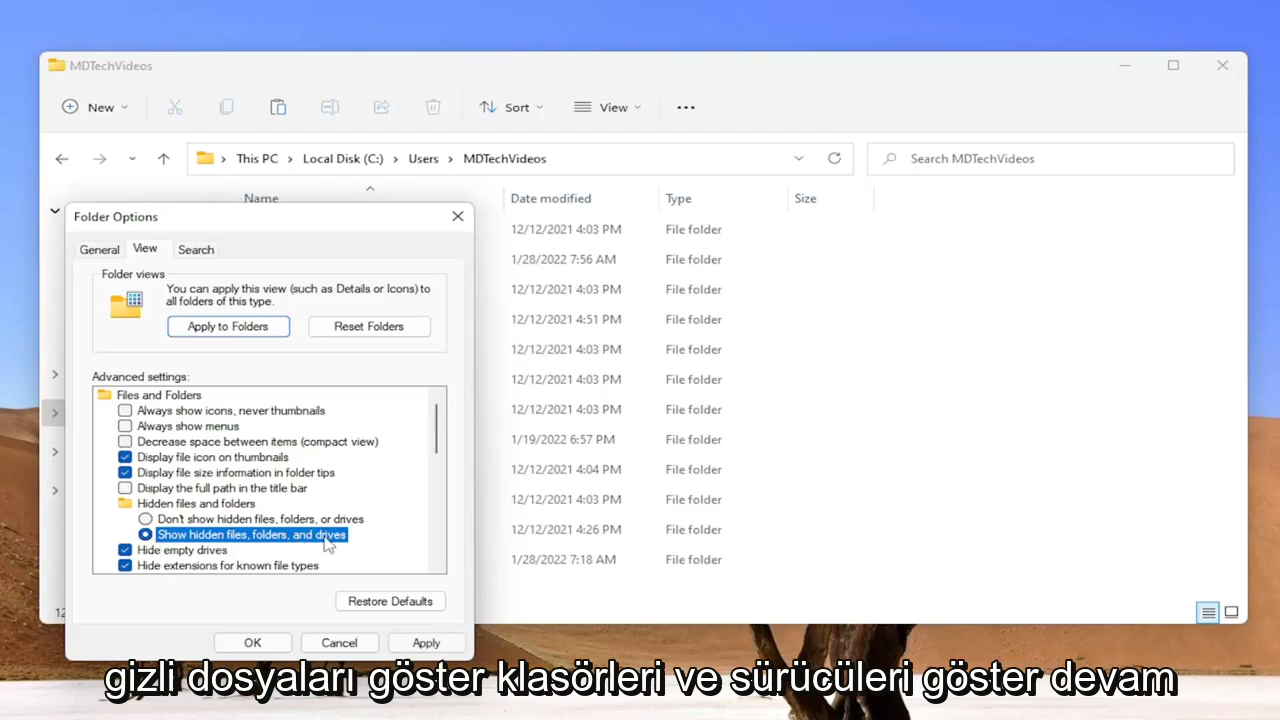 MDTechVideos
New
Sort
View
This PC
Local Disk (C:)
Users
MDTechVideos
Search MDTechVideos
Name
Date modified
Type
Size
12/12/2021 4:03 PM File folder
1/28/2022 7:56 AM File folder
12/12/2021 4:03 PM File folder
12/12/2021 4:51 PM File folder
12/12/2021 4:03 PM File folder
12/12/2021 4:03 PM File folder
12/12/2021 4:03 PM File folder
1/19/2022 6:57 PM File folder
12/12/2021 4:04 PM File folder
12/12/2021 4:03 PM File folder
12/12/2021 4:26 PM File folder
1/28/2022 7:18 AM File folder
12
Folder Options
General
View
Search
Folder views
You can apply this view (such as Details or Icons) to
all folders of this type.
Apply to Folders
Reset Folders
Advanced settings:
Files and Folders
Always show icons, never thumbnails
Always show menus
Decrease space between items (compact view)
Display file icon on thumbnails
Display file size information in folder tips
Display the full path in the title bar
Hidden files and folders
Don't show hidden files, folders, or drives
Show hidden files, folders, and drives
Hide empty drives
Hide extensions for known file types
Restore Defaults
OK
Cancel
Apply
gizli dosyaları göster klasörleri ve sürücüleri göster devam